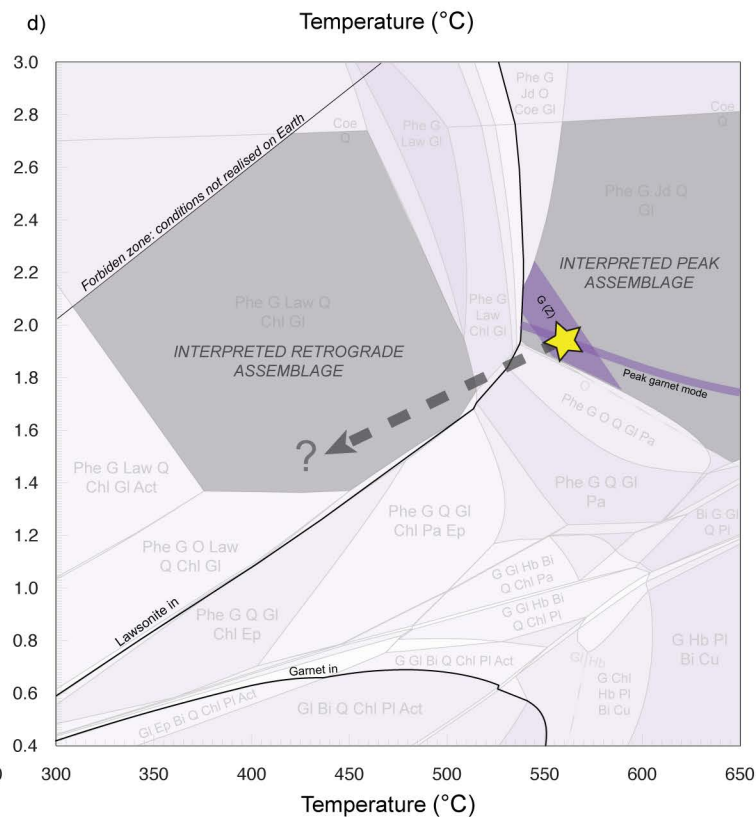 d)
Temperature (°C)
3.0
2.8
2.6
2.4
2.2
2.0
1.8
1.6
1.4
1.2
1.0
0.8
0.6
0.4
Forbiden zone: conditions not realised on Earth
Coe
Q
Phe G
Law Gl
Phe G
Jd O
Coe Gl
Coe
Q
Phe G Jd Q
Gl
INTERPRETED PEAK
ASSEMBLAGE
G (Z)
Peak garnet mode
Phe G Law Q
Chl Gl
INTERPRETED RETROGRADE
ASSEMBLAGE
Phe G
Law
Chl Gl
?
O
Phe G O Q Gl Pa
Phe G Law Q
Chl Gl Act
Phe G Q Gl
Pa
Phe G Q Gl
Chl Pa Ep
Bi G Gl
Q Pl
Phe G O Law
Q Chl Gl
G Gl Hb Bi
Q Chl Pa
G Gl Hb Bi
Q Chl Pl
Lawsonite in
Phe G Q Gl
Chl Ep
G Hb Pl
Bi Cu
Garnet in
G Gl Bi Q Chl Pl Act
Gl Hb
G Chl
Hb Pl
Bi Cu
Gl Ep Bi Q Chl Pl Act
Gl Bi Q Chl Pl Act
0
300
350
400
450
500
550
600
650
Temperature (°C)